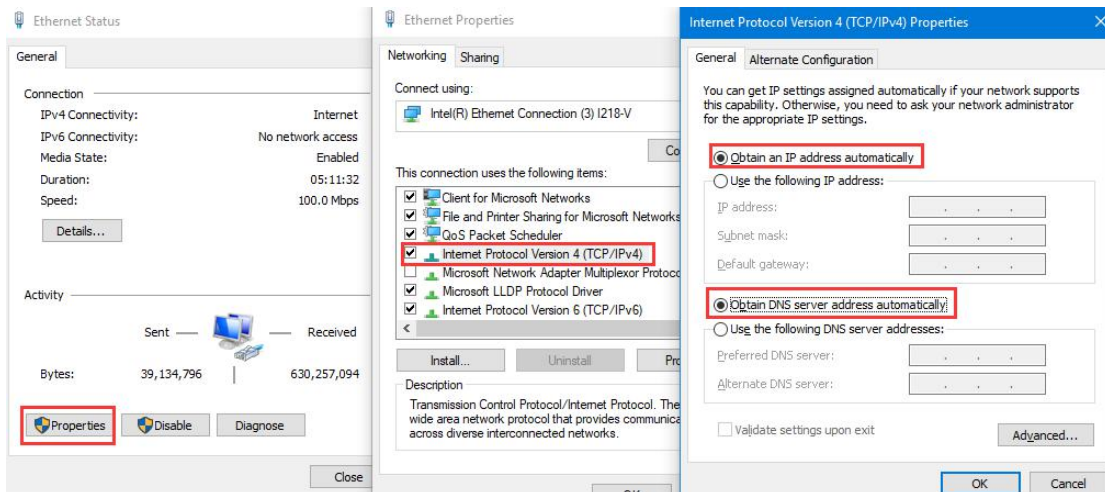 Ethernet Status
General
Connection
IPv4 Connectivity: Internet
IPv6 Connectivity: No network access
Media State: Enabled
Duration: 05:11:32
Speed: 100.0 Mbps
Details...
Activity
Sent Received
Bytes: 39,134,796 630,257,094
Properties Disable Diagnose
Close
Ethernet Properties
Networking Sharing
Connect using:
Intel(R) Ethernet Connection (3) I218-V
Co
This connection uses the following items:
Client for Microsoft Networks
File and Printer Sharing for Microsoft Networks
QoS Packet Scheduler
Internet Protocol Version 4 (TCP/IPv4)
Microsoft Network Adapter Multiplexor Protoco
Microsoft LLDP Protocol Driver
Internet Protocol Version 6 (TCP/IPv6)
Install... Uninstall Pro
Description
Transmission Control Protocol/Internet Protocol. The
wide area network protocol that provides communica
across diverse interconnected networks.
Internet Protocol Version 4 (TCP/IPv4) Properties
General Alternate Configuration
You can get IP settings assigned automatically if your network supports
this capability. Otherwise, you need to ask your network administrator
for the appropriate IP settings.
Obtain an IP address automatically
Use the following IP address:
IP address:
Subnet mask:
Default gateway:
Obtain DNS server address automatically
Use the following DNS server addresses:
Preferred DNS server:
Alternate DNS server:
Validate settings upon exit
Advanced...
OK Cancel